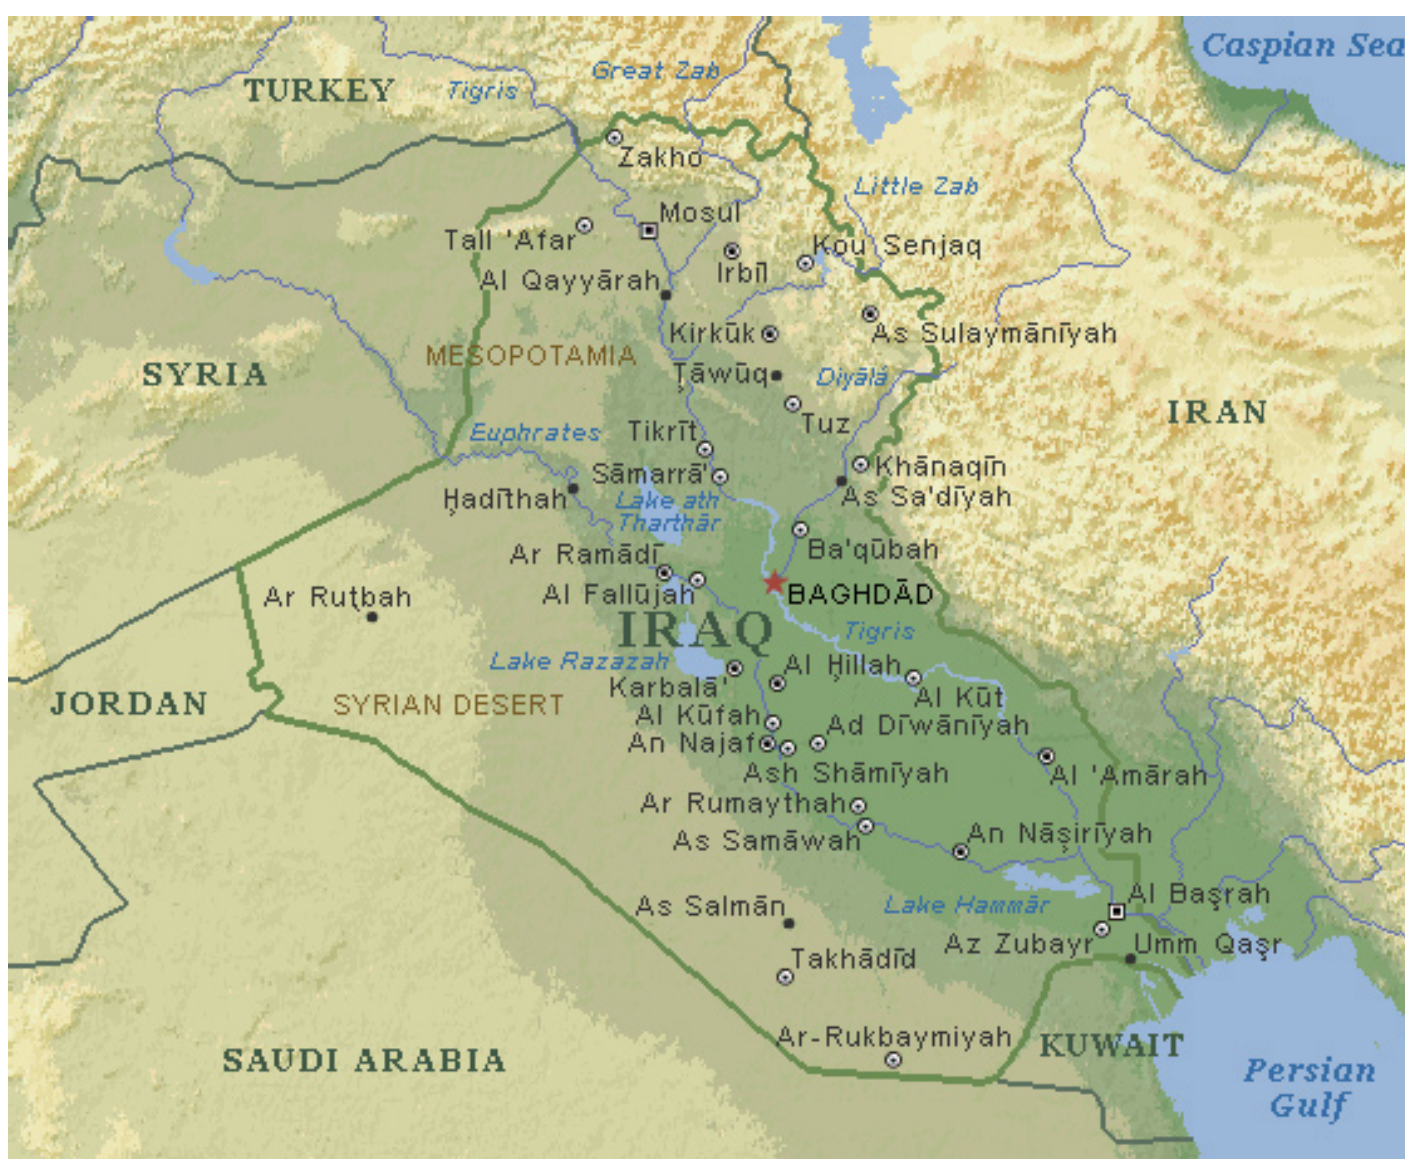 Caspian Sea
Great Zab
TURKEY
Tigris
Zakho
Little Zab
Mosul
Tall 'Afar
Kou Senjaq
Irbīl
Al Qayyārah
Kirkūk
As Sulaymānīyah
MESOPOTAMIA
SYRIA
Ţāwūq
Diyālá
IRAN
Tuz
Euphrates
Tikrīt
Khānaqīn
Sāmarrā'
Ḩadīthah
Lake ath
Tharthār
As Sa'dīyah
Ar Ramādī
Ba'qūbah
Al Fallūjah
BAGHDĀD
Ar Ruţbah
IRAQ
Tigris
Lake Razazah
Al Ḩillah
Karbalā'
Al Kūt
JORDAN
SYRIAN DESERT
Al Kūfah
Ad Dīwānīyah
An Najaf
Ash Shāmīyah
Al 'Amārah
Ar Rumaythah
As Samāwah
An Nāşirīyah
Al Başrah
As Salmān
Lake Hammār
Az Zubayr
Umm Qaşr
Takhādīd
Ar-Rukbaymiyah
KUWAIT
SAUDI ARABIA
Persian
Gulf